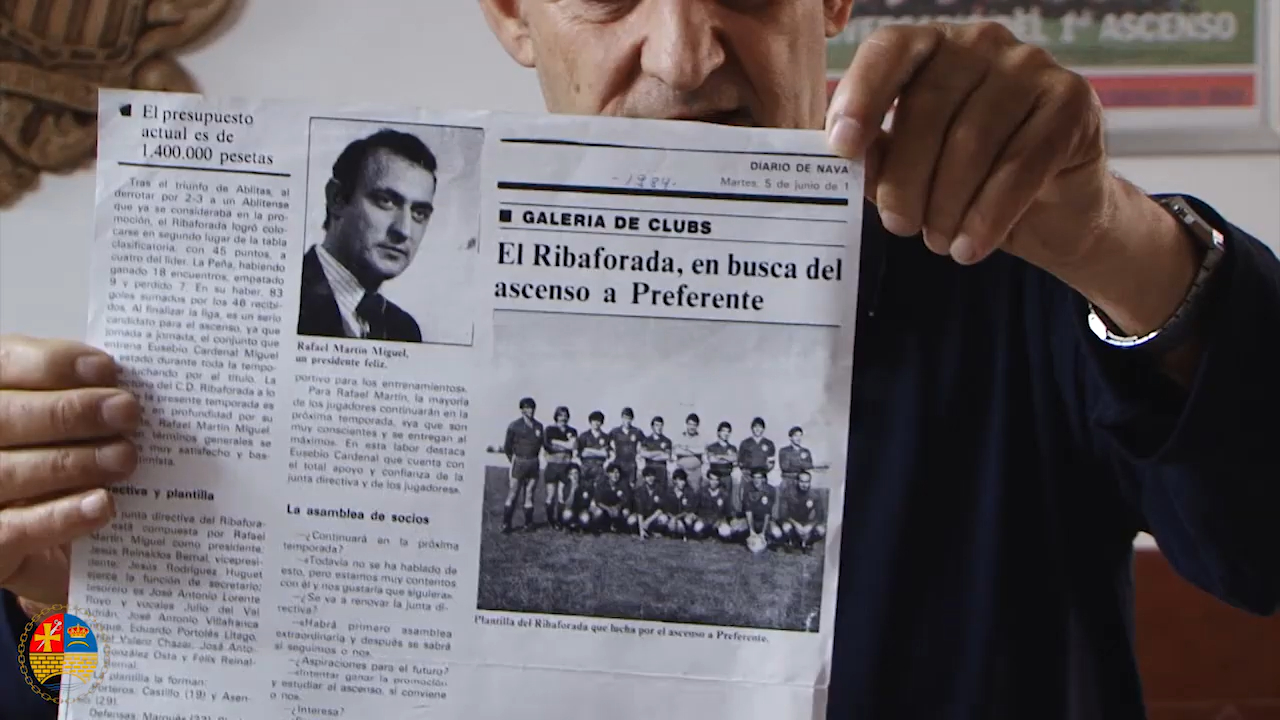 1er ASCENSO
El presupuesto
actual es de
1.400.000 pesetas
Tras el triunfo de Ablitas, al
derrotar por 2-3 a un Ablitense
que ya se consideraba en la pro-
moción, el Ribaforada logró colo-
carse en segundo lugar de la tabla
clasificatoria, con 45 puntos, a
cuatro del líder. La Peña, habiendo
ganado 18 encuentros, empatado
9 y perdido 7. En su haber, 83
goles sumados por los 46 recibi-
dos. Al finalizar la liga, es un serio
candidato para el ascenso, ya que
jornada a jornada, el conjunto que
entrena Eusebio Cardenal Miguel
estado durante toda la tempo-
luchando por el título. La
del C.D. Ribaforada a lo
la presente temporada es
en profundidad por su
Rafael Martín Miguel,
términos generales se
muy satisfecho y bas-
Rafael Martín Miguel,
un presidente feliz.
portivo para los entrenamientos».
Para Rafael Martín, la mayoría
de los jugadores continuarán en la
próxima temporada, «ya que son
muy conscientes y se entregan al
máximo». En esta labor destaca
Eusebio Cardenal que cuenta con
el total apoyo y confianza de la
junta directiva y de los jugadores».
DIARIO DE NAVA
-1984-
Martes, 5 de junio de 1
GALERIA DE CLUBS
El Ribaforada, en busca del
ascenso a Preferente
Plantilla del Ribaforada que lucha por el ascenso a Preferente.
y plantilla
junta directiva del Ribafora-
está compuesta por Rafael
Martín Miguel como presidente,
Jesús Reinaldos Bernal, vicepresi-
dente; Jesús Rodríguez Huguet
ejerce la función de secretario;
tesorero es José Antonio Lorente
Royo y vocales Julio del Val
Adrián, José Antonio Villafranca
Eduardo Portolés Litago,
Valenz Chazar, José Anto-
González Osta y Félix Reinal-
plantilla la forman:
Porteros: Castillo (19) y Asen-
(29).
Defensas: Marqués
La asamblea de socios
—¿Continuará en la próxima
temporada?
—«Todavía no se ha hablado de
esto, pero estamos muy contentos
con él y nos gustaría que siguiera».
—¿Se va a renovar la junta di-
rectiva?
—«Habrá primero asamblea
extraordinaria y después se sabrá
si seguimos o no».
—¿Aspiraciones para el futuro?
—«Intentar ganar la promoción
y estudiar el ascenso, si conviene
o no».
—¿Interesa?